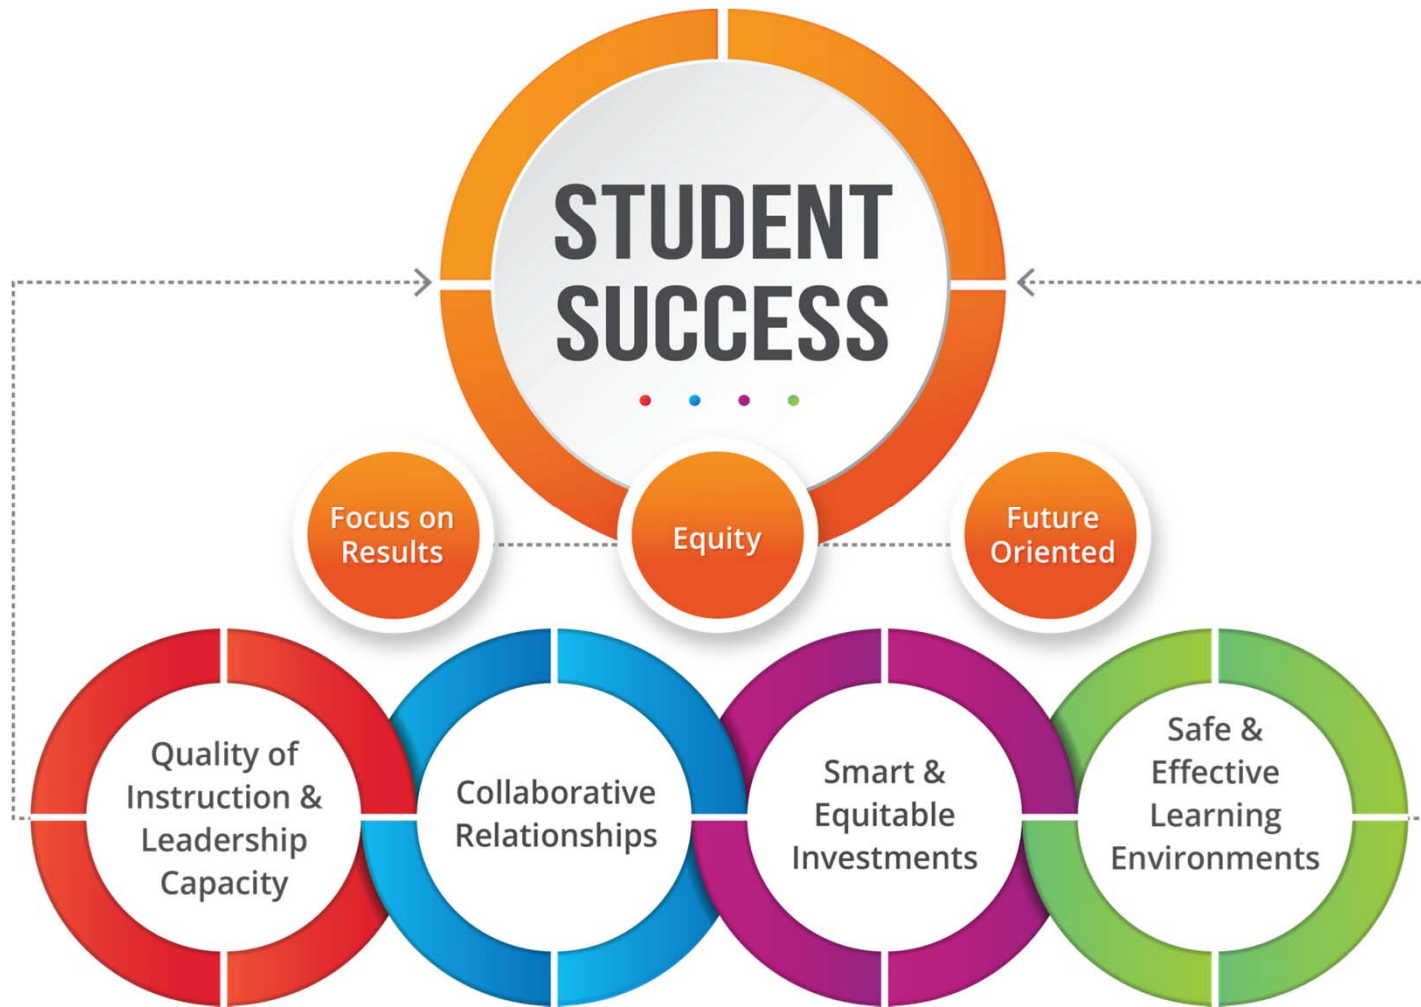 STUDENT
SUCCESS
Focus on
Results
Equity
Future
Oriented
Quality of
Instruction &
Leadership
Capacity
Collaborative
Relationships
Smart &
Equitable
Investments
Safe &
Effective
Learning
Environments